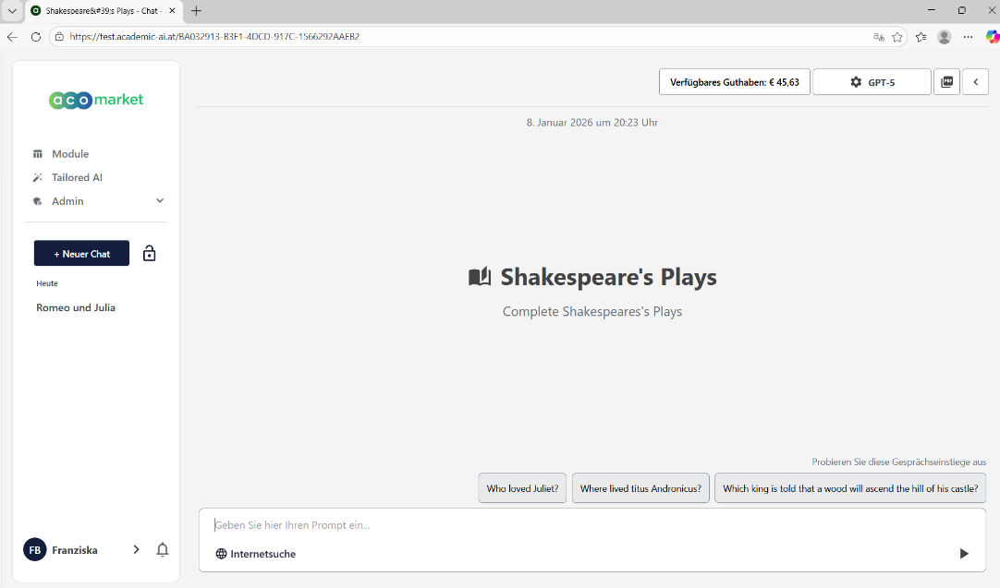 Shakespeare&#39;s Plays - Chat -
https://test.academic-ai.at/BA032913-B3F1-4DCD-917C-1566292AAEB2
acomarket
Verfügbares Guthaben: € 45,63
GPT-5
PDF
8. Januar 2026 um 20:23 Uhr
Module
Tailored AI
Admin
+ Neuer Chat
Heute
Romeo und Julia
Shakespeare's Plays
Complete Shakespeares's Plays
Probieren Sie diese Gesprächseinstiege aus
Who loved Juliet?
Where lived titus Andronicus?
Which king is told that a wood will ascend the hill of his castle?
Geben Sie hier Ihren Prompt ein...
Internetsuche
FB Franziska